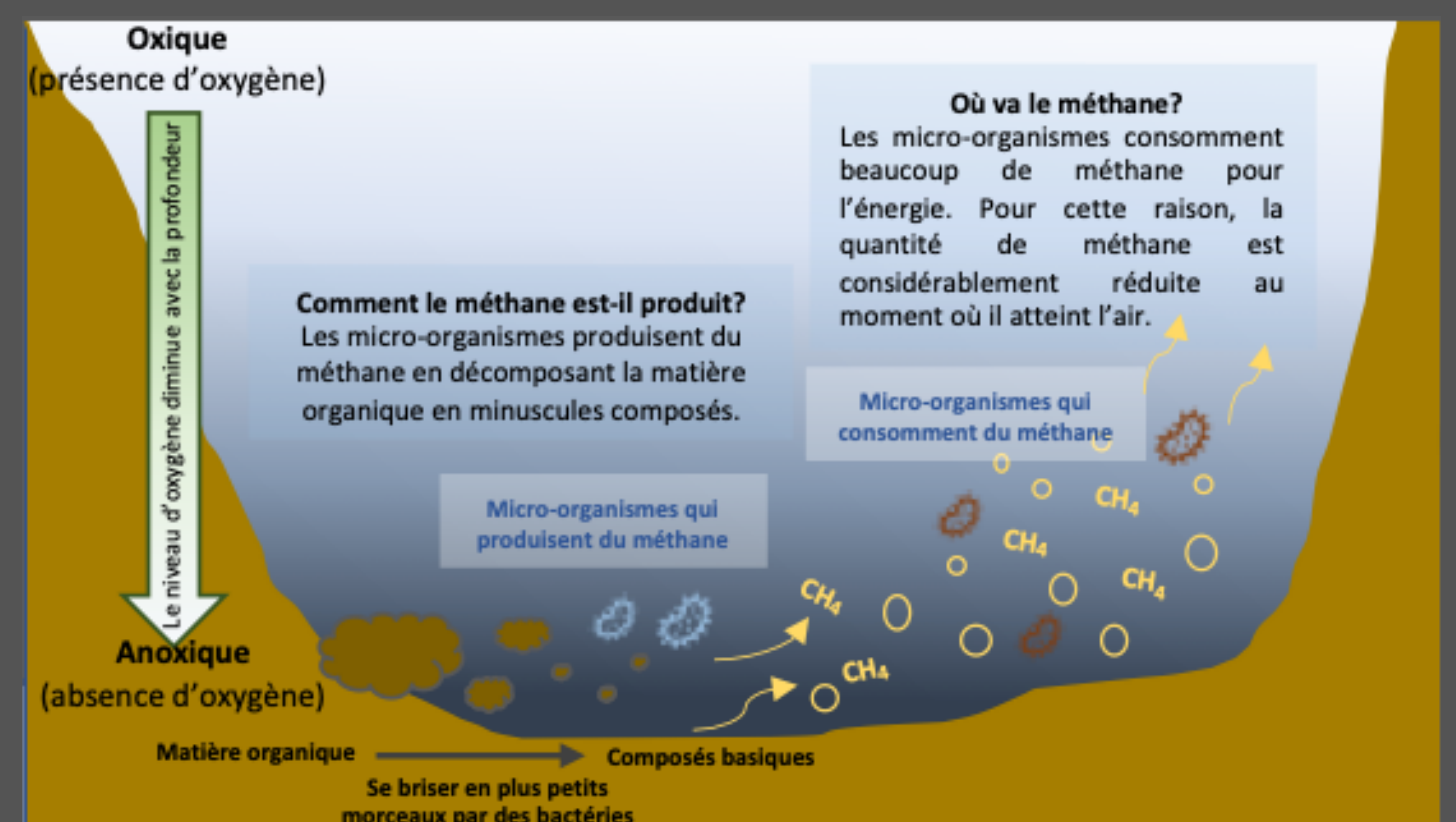 Oxique
(présence d'oxygène)
Le niveau d'oxygène diminue avec la profondeur
Anoxique
(absence d'oxygène)
Comment le méthane est-il produit?
Les micro-organismes produisent du
méthane en décomposant la matière
organique en minuscules composés.
Où va le méthane?
Les micro-organismes consomment
beaucoup de méthane pour
l'énergie. Pour cette raison, la
quantité de méthane est
considérablement réduite au
moment où il atteint l'air.
Micro-organismes qui
consomment du méthane
Micro-organismes qui
produisent du méthane
CH₄
CH₄
CH₄
CH₄
CH₄
Matière organique
Composés basiques
Se briser en plus petits
morceaux par des bactéries